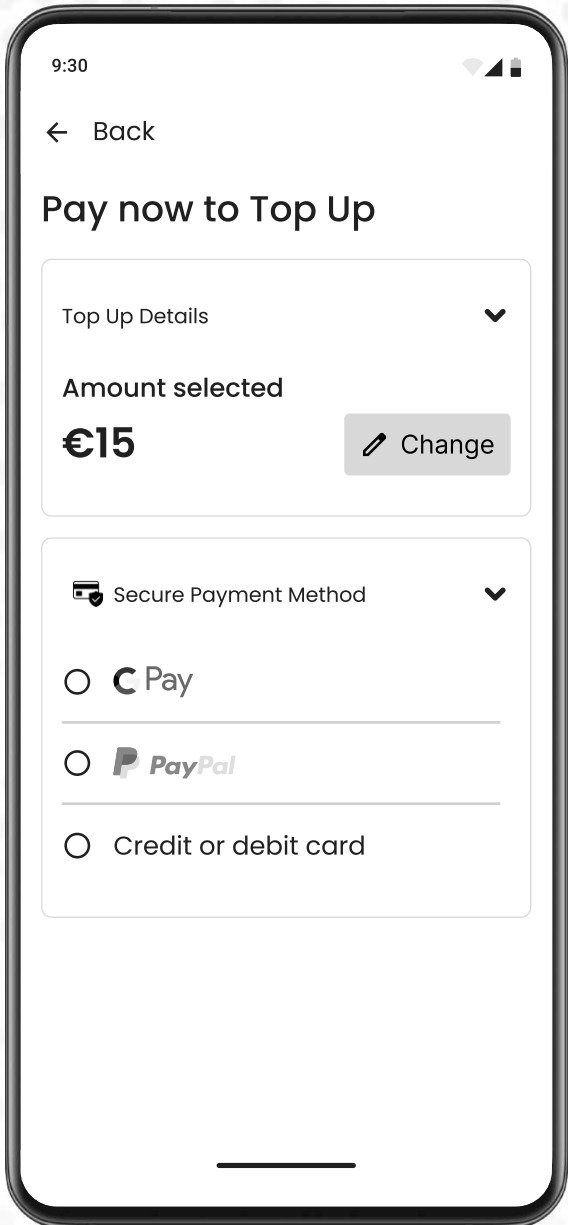 9:30
Back
Pay now to Top Up
Top Up Details
Amount selected
€15
Change
Secure Payment Method
G Pay
PayPal
Credit or debit card